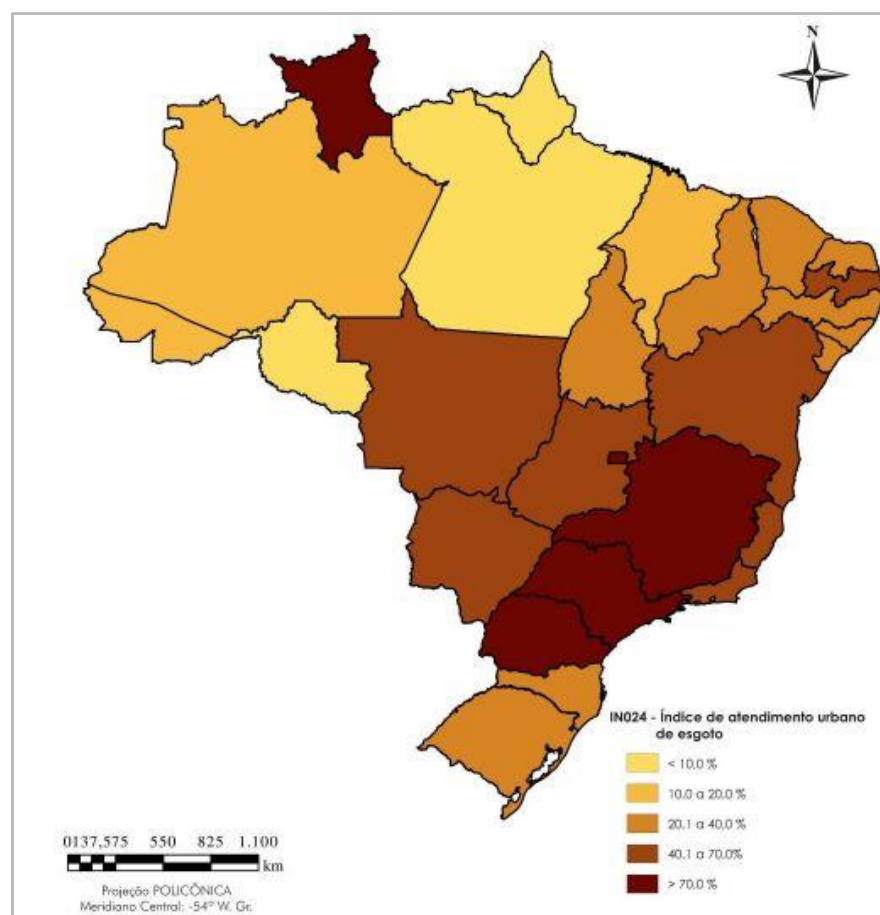 N
IN024 - Índice de atendimento urbano
de esgoto
< 10,0 %
10,0 a 20,0 %
20,1 a 40,0 %
40,1 a 70,0%
> 70,0 %
0137,575 550 825 1.100
km
Projeção POLICÔNICA
Meridiano Central: -54° W. Gr.